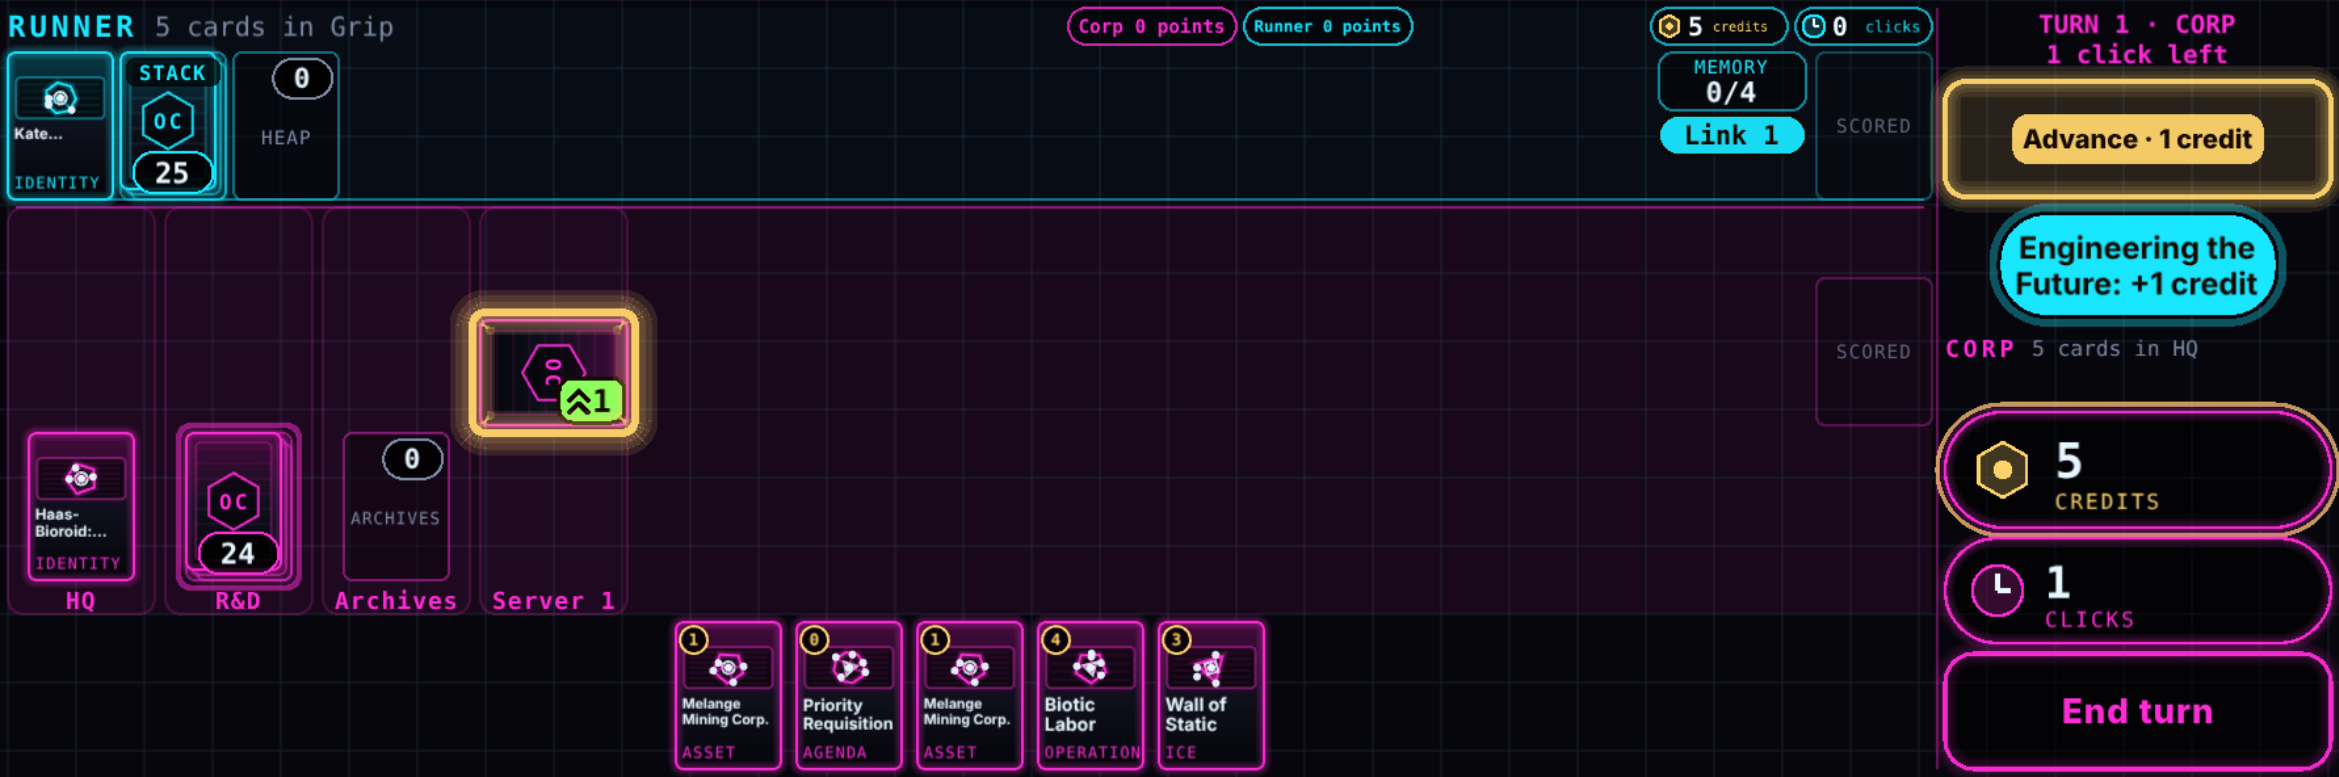 RUNNER 5 cards in Grip
Corp 0 points
Runner 0 points
5 credits
0 clicks
TURN 1 · CORP
1 click left
Kate...
IDENTITY
STACK
OC
25
0
HEAP
MEMORY
0/4
Link 1
SCORED
Advance · 1 credit
Engineering the
Future: +1 credit
CORP 5 cards in HQ
OC
1
SCORED
5
CREDITS
1
CLICKS
End turn
Haas-
Bioroid:...
IDENTITY
HQ
OC
24
R&D
0
ARCHIVES
Archives
Server 1
1
Melange
Mining Corp.
ASSET
0
Priority
Requisition
AGENDA
1
Melange
Mining Corp.
ASSET
4
Biotic
Labor
OPERATION
3
Wall of
Static
ICE